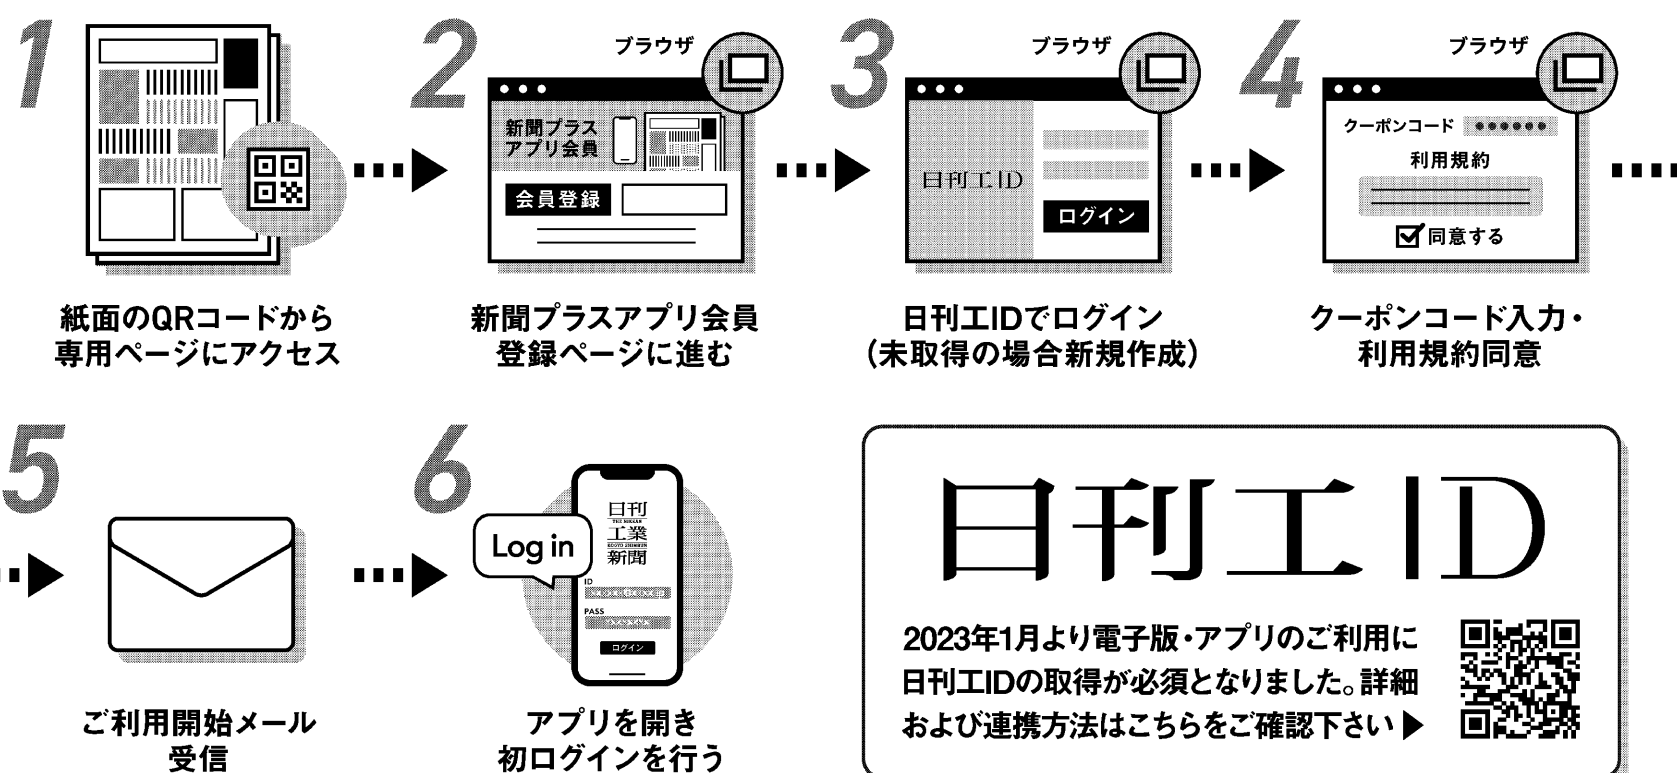 1
紙面のQRコードから
専用ページにアクセス
2
ブラウザ
新聞プラス
アプリ会員
会員登録
新聞プラスアプリ会員
登録ページに進む
3
ブラウザ
日刊工ID
ログイン
日刊工IDでログイン
(未取得の場合新規作成)
4
ブラウザ
クーポンコード ●●●●●●
利用規約
同意する
クーポンコード入力・
利用規約同意
5
ご利用開始メール
受信
6
Log in
日刊
THE NIKKAN
工業
KOGYO SHIMBUN
新聞
ID
PASS
ログイン
アプリを開き
初ログインを行う
日刊工ID
2023年1月より電子版・アプリのご利用に
日刊工IDの取得が必須となりました。詳細
および連携方法はこちらをご確認下さい▶